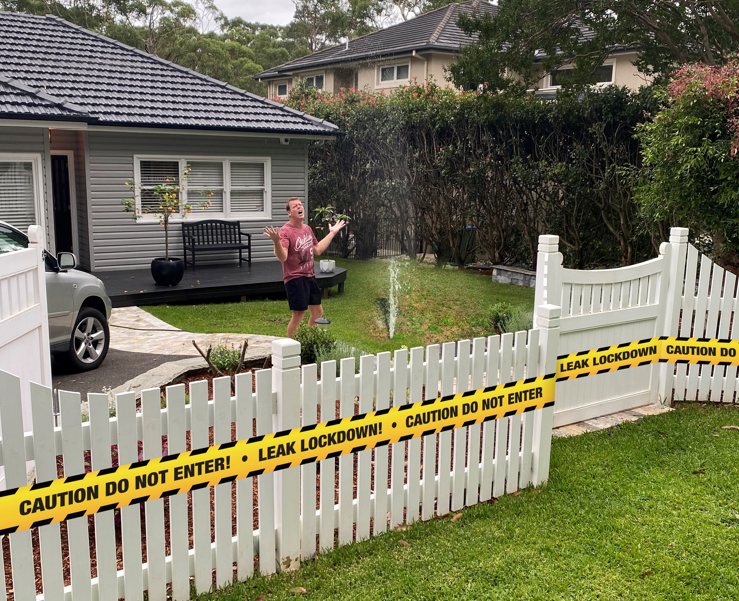 CAUTION DO NOT ENTER! • LEAK LOCKDOWN! • CAUTION DO NOT ENTER
LEAK LOCKDOWN • CAUTION DO